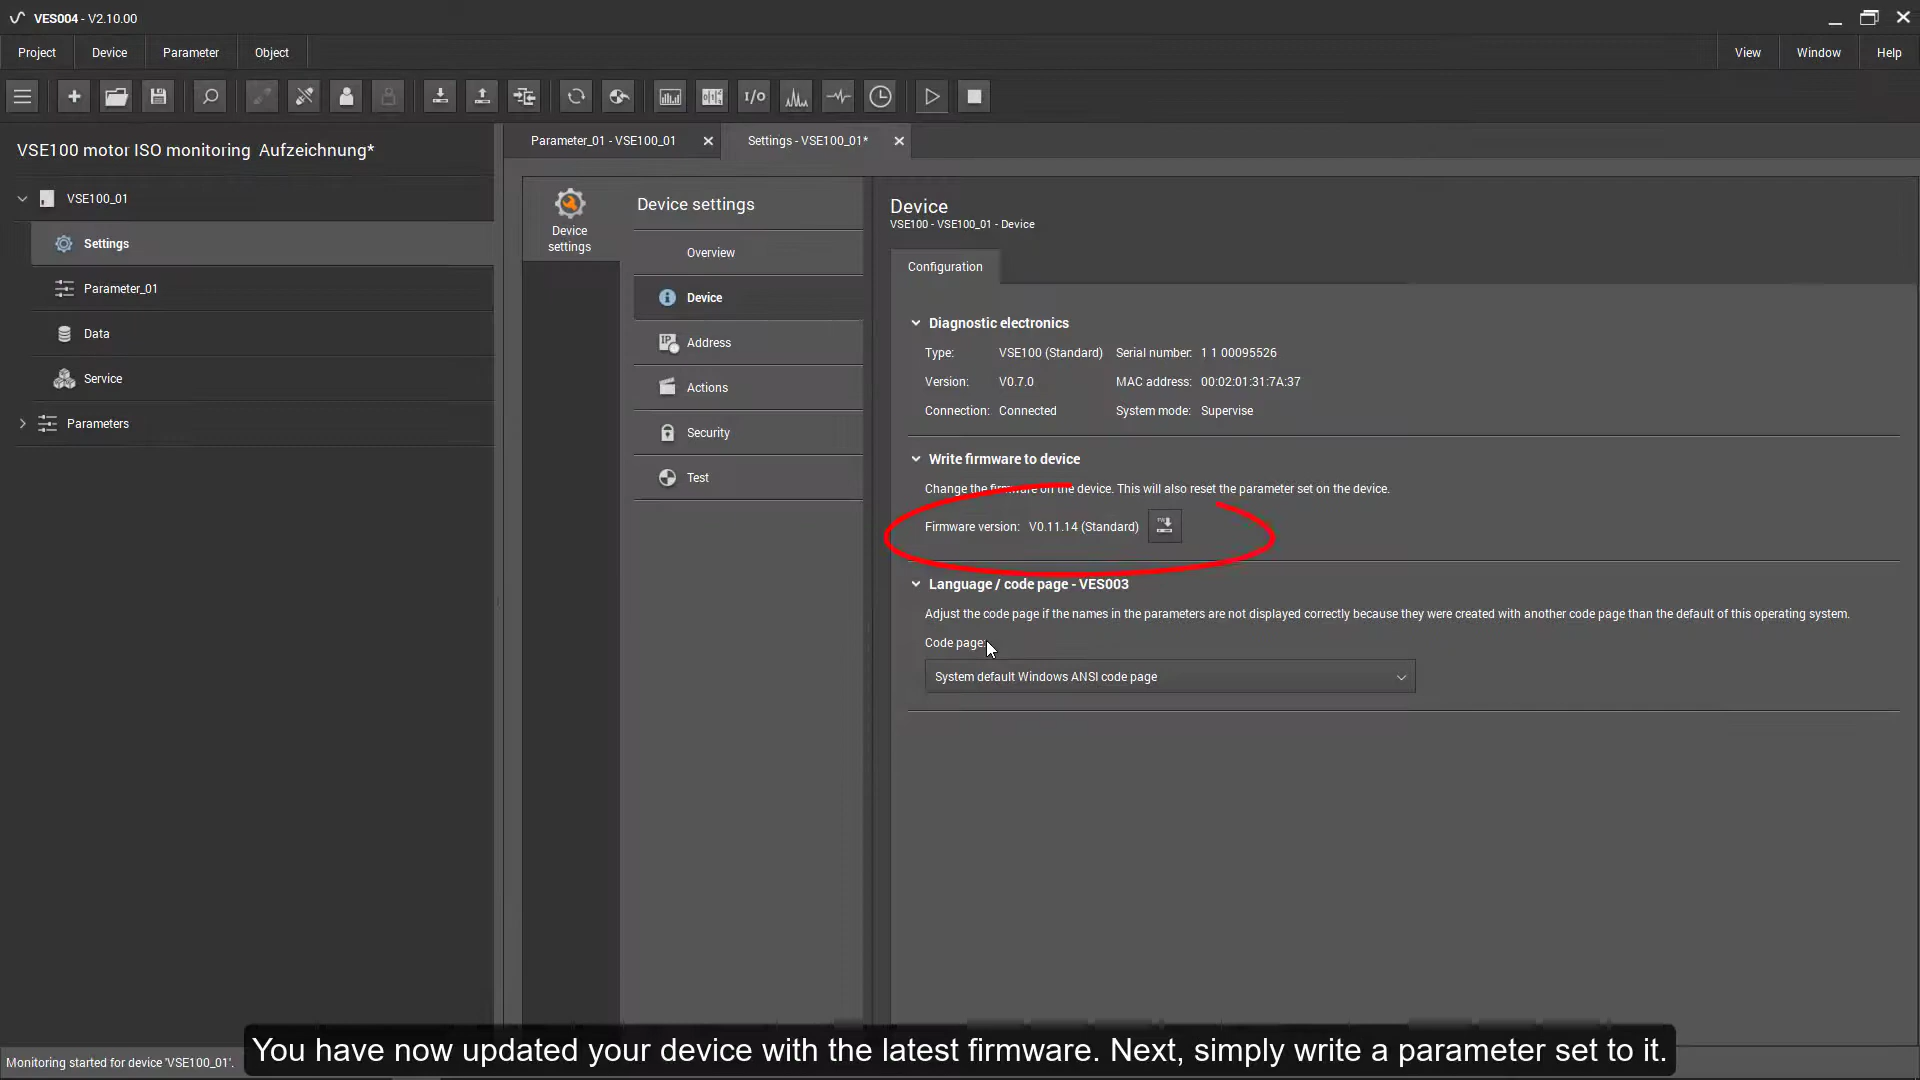 VES004 - V2.10.00
Project
Device
Parameter
Object
View
Window
Help
I/O
VSE100 motor ISO monitoring Aufzeichnung*
VSE100_01
Settings
Parameter_01
Data
Service
Parameters
Parameter_01 - VSE100_01
Settings - VSE100_01*
Device
settings
Device settings
Overview
Device
IP
Address
Actions
Security
Test
Device
VSE100 - VSE100_01 - Device
Configuration
Diagnostic electronics
Type: VSE100 (Standard) Serial number: 1 1 00095526
Version: V0.7.0 MAC address: 00:02:01:31:7A:37
Connection: Connected System mode: Supervise
Write firmware to device
Change the firmware on the device. This will also reset the parameter set on the device.
Firmware version: V0.11.14 (Standard)
Language / code page - VES003
Adjust the code page if the names in the parameters are not displayed correctly because they were created with another code page than the default of this operating system.
Code page:
System default Windows ANSI code page
You have now updated your device with the latest firmware. Next, simply write a parameter set to it.
Monitoring started for device 'VSE100_01'.